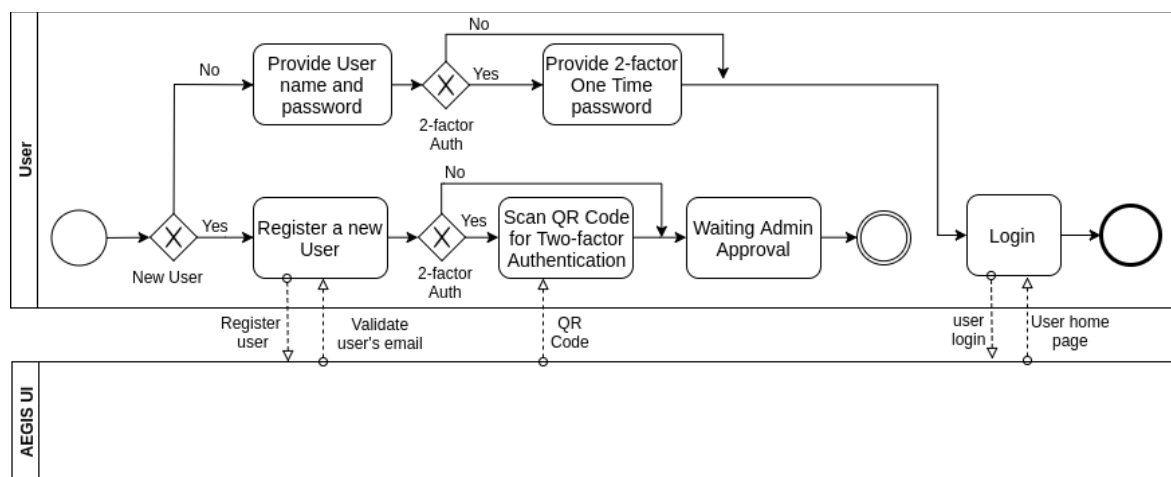 No
Provide User
name and
password
2-factor
Auth
Yes
No
Provide 2-factor
One Time
password
User
New User
Yes
Register a new
User
2-factor
Auth
No
Yes
Scan QR Code
for Two-factor
Authentication
Waiting Admin
Approval
Login
Register
user
Validate
user's email
QR
Code
user
login
User home
page
AEGIS UI